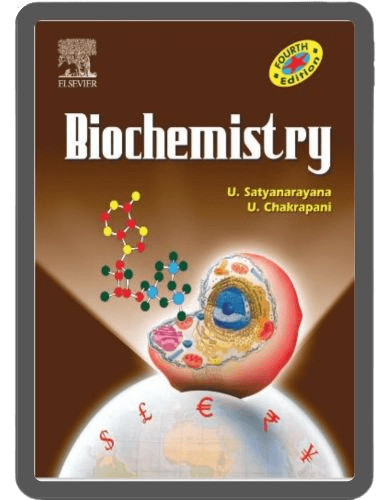 ELSEVIER
FOURTH
Edition
Biochemistry
U. Satyanarayana
U. Chakrapani
$ £ € ₹ ¥